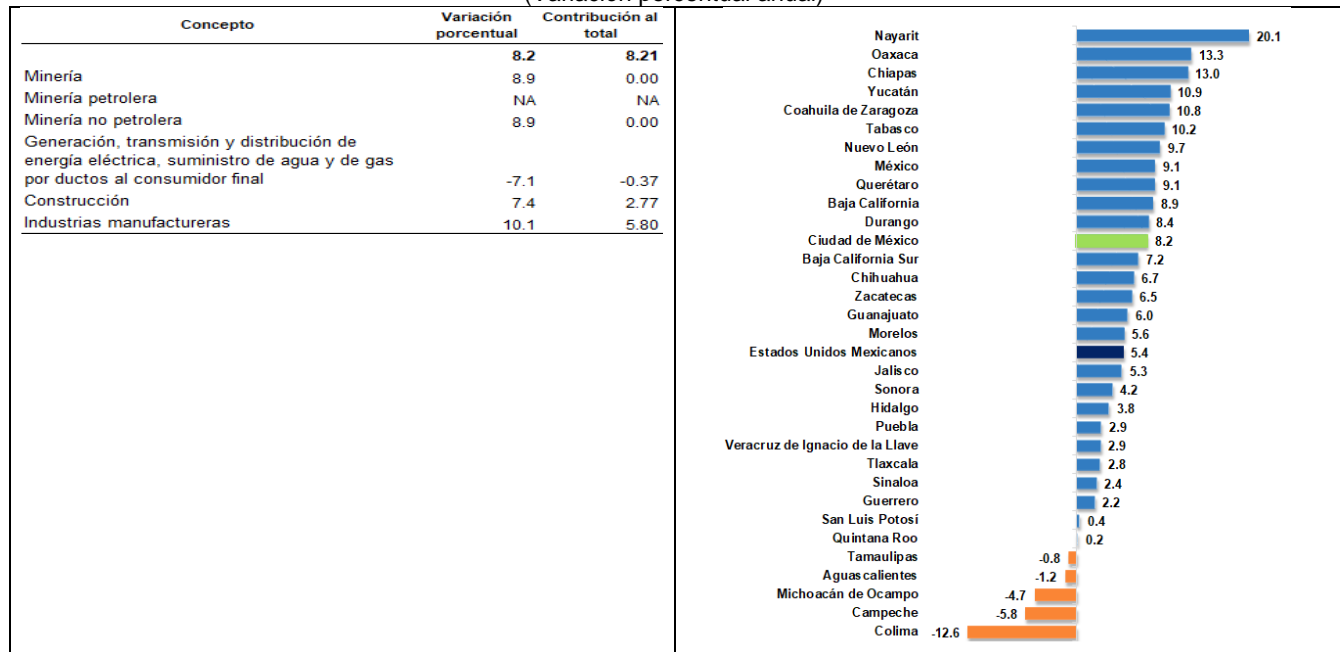 (Variación porcentual anual)
Concepto Variación porcentual Contribución al total
8.2 8.21
Minería 8.9 0.00
Minería petrolera NA NA
Minería no petrolera 8.9 0.00
Generación, transmisión y distribución de
energía eléctrica, suministro de agua y de gas
por ductos al consumidor final -7.1 -0.37
Construcción 7.4 2.77
Industrias manufactureras 10.1 5.80
Nayarit 20.1
Oaxaca 13.3
Chiapas 13.0
Yucatán 10.9
Coahuila de Zaragoza 10.8
Tabasco 10.2
Nuevo León 9.7
México 9.1
Querétaro 9.1
Baja California 8.9
Durango 8.4
Ciudad de México 8.2
Baja California Sur 7.2
Chihuahua 6.7
Zacatecas 6.5
Guanajuato 6.0
Morelos 5.6
Estados Unidos Mexicanos 5.4
Jalisco 5.3
Sonora 4.2
Hidalgo 3.8
Puebla 2.9
Veracruz de Ignacio de la Llave 2.9
Tlaxcala 2.8
Sinaloa 2.4
Guerrero 2.2
San Luis Potosí 0.4
Quintana Roo 0.2
Tamaulipas -0.8
Aguascalientes -1.2
Michoacán de Ocampo -4.7
Campeche -5.8
Colima -12.6